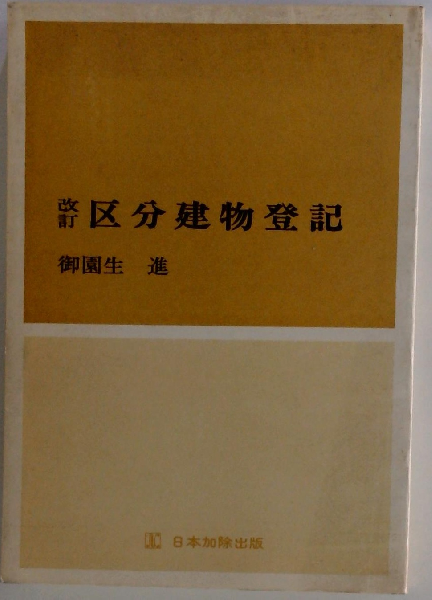 改訂 区分建物登記
御園生 進
日本加除出版